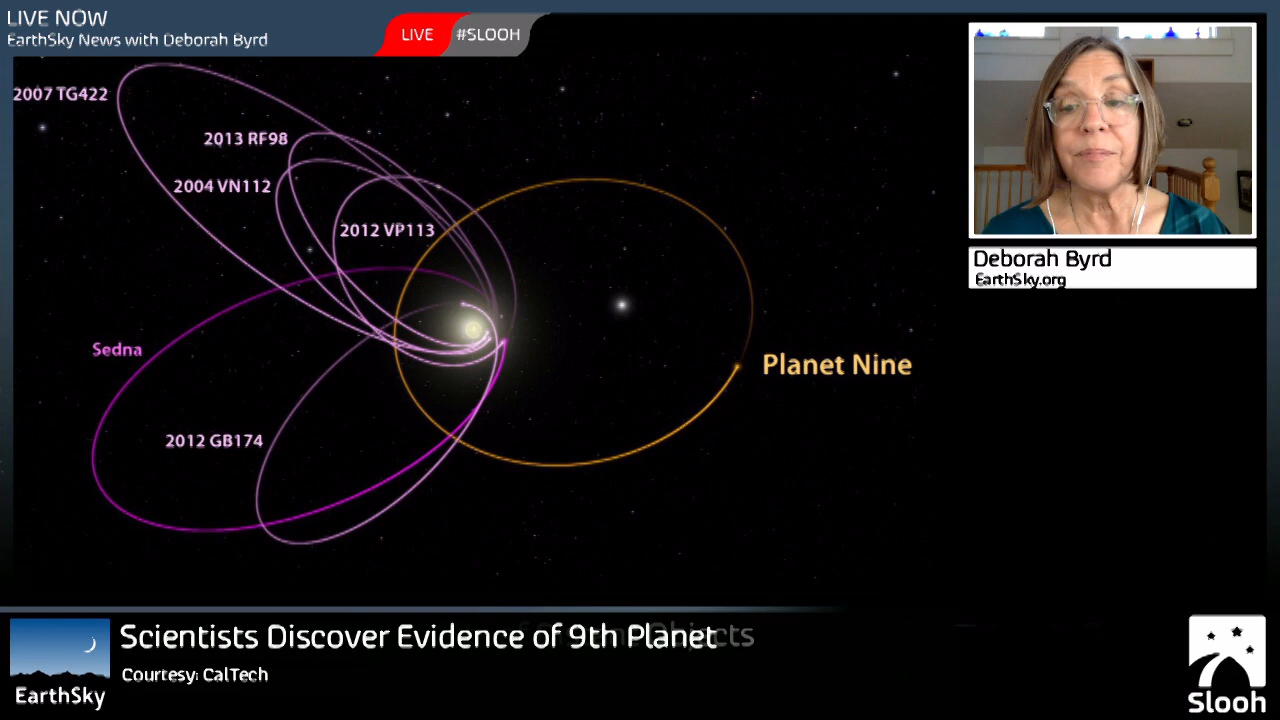 LIVE NOW
EarthSky News with Deborah Byrd
LIVE
#SLOOH
2007 TG422
2013 RF98
2004 VN112
2012 VP113
Sedna
2012 GB174
Planet Nine
Deborah Byrd
EarthSky.org
Scientists Discover Evidence of 9th Planet
Courtesy: CalTech
EarthSky
Slooh